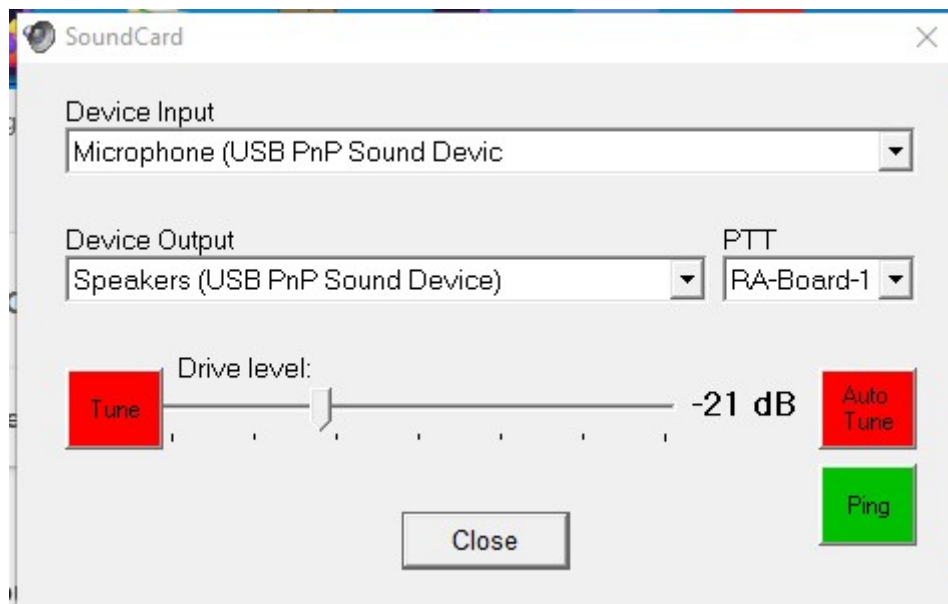 SoundCard
Device Input
Microphone (USB PnP Sound Devic
Device Output
PTT
Speakers (USB PnP Sound Device)
RA-Board-1
Drive level:
Tune
-21 dB
Auto
Tune
Ping
Close